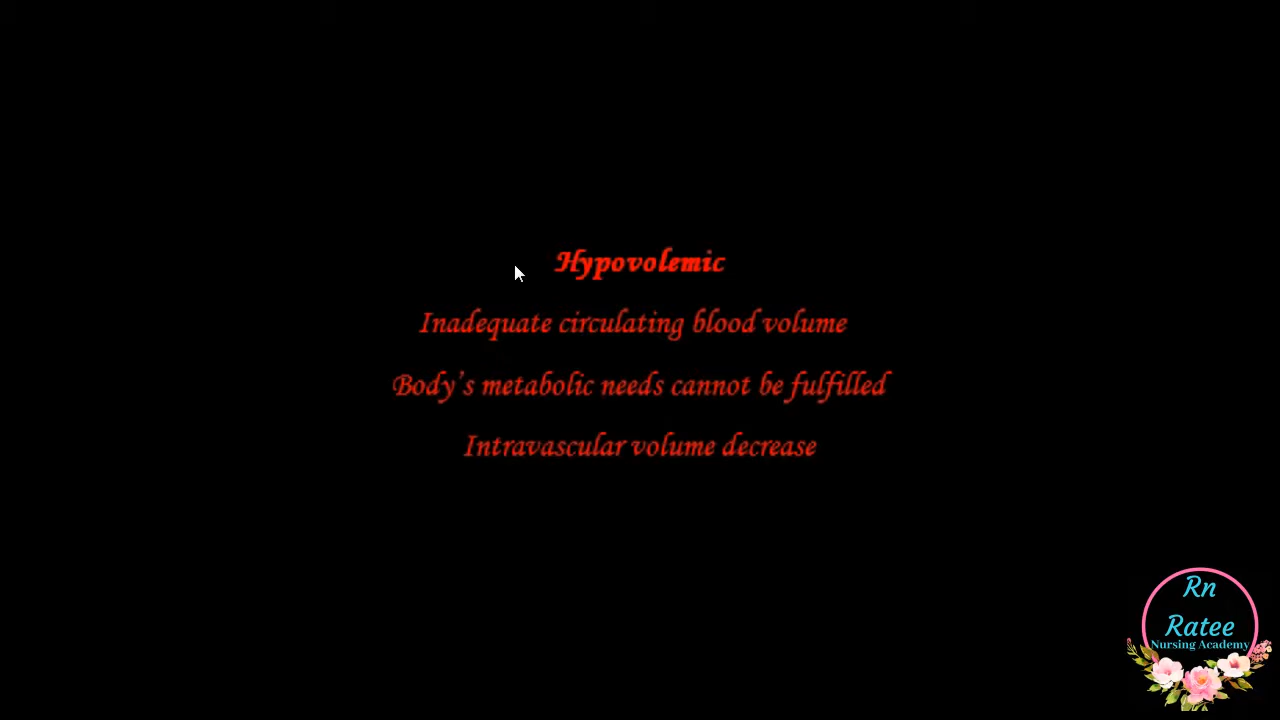 Hypovolemic
Inadequate circulating blood volume
Body's metabolic needs cannot be fulfilled
Intravascular volume decrease
Rn
Ratee
Nursing Academy